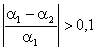 |(α₁ − α₂) / α₁| > 0,1